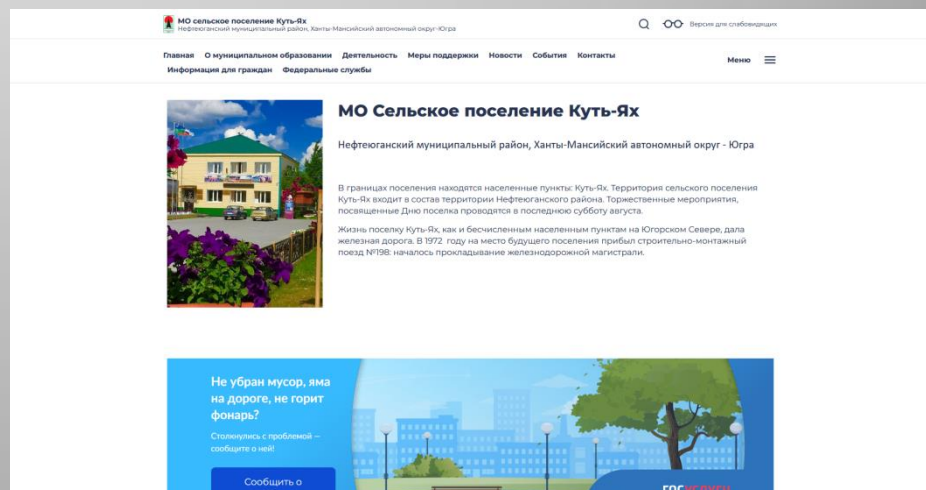 МО сельское поселение Куть-Ях
Нефтеюганский муниципальный район, Ханты-Мансийский автономный округ-Югра
Версия для слабовидящих
Главная О муниципальном образовании Деятельность Меры поддержки Новости События Контакты
Информация для граждан Федеральные службы
Меню
МО Сельское поселение Куть-Ях
Нефтеюганский муниципальный район, Ханты-Мансийский автономный округ - Югра
В границах поселения находятся населенные пункты: Куть-Ях. Территория сельского поселения
Куть-Ях входит в состав территории Нефтеюганского района. Торжественные мероприятия,
посвященные Дню поселка проводятся в последнюю субботу августа.
Жизнь поселку Куть-Ях, как и бесчисленным населенным пунктам на Югорском Севере, дала
железная дорога. В 1972 году на место будущего поселения прибыл строительно-монтажный
поезд №198: началось прокладывание железнодорожной магистрали.
Не убран мусор, яма
на дороге, не горит
фонарь?
Столкнулись с проблемой —
сообщите о ней!
Сообщить о
госуслуги